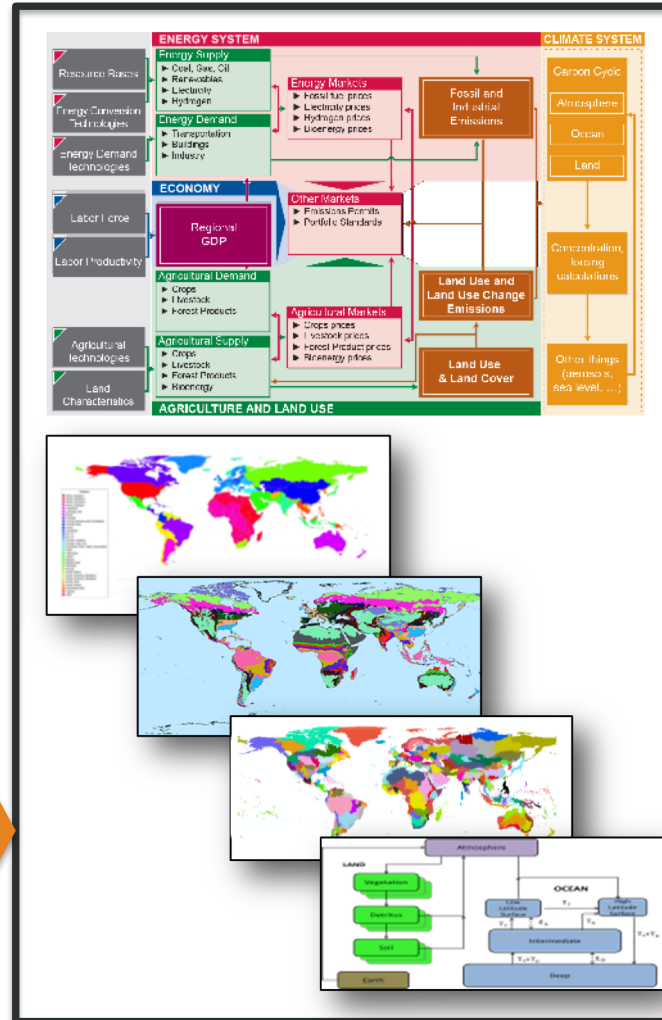 ENERGY SYSTEM
CLIMATE SYSTEM
Resource Bases
Energy Conversion
Technologies
Energy Demand
Technologies
Labor Force
Labor Productivity
Agricultural
Technologies
Land
Characteristics
Energy Supply
► Coal, Gas, Oil
► Renewables
► Electricity
► Hydrogen
Energy Demand
► Transportation
► Buildings
► Industry
Energy Markets
► Fossil fuel prices
► Electricity prices
► Hydrogen prices
► Bioenergy prices
Fossil and
Industrial
Emissions
ECONOMY
Regional
GDP
Other Markets
► Emissions Permits
► Portfolio Standards
Agricultural Demand
► Crops
► Livestock
► Forest Products
Agricultural Supply
► Crops
► Livestock
► Forest Products
► Bioenergy
Agricultural Markets
► Crops prices
► Livestock prices
► Forest Product prices
► Bioenergy prices
Land Use and
Land Use Change
Emissions
Land Use
& Land Cover
AGRICULTURE AND LAND USE
Carbon Cycle
Atmosphere
Ocean
Land
Concentration,
forcing
calculations
Other things
(aerosols,
sea level, …)
Atmosphere
LAND
Vegetation
Detritus
Soil
Earth
OCEAN
Low
Latitude
Surface
High
Latitude
Surface
Intermediate
Deep